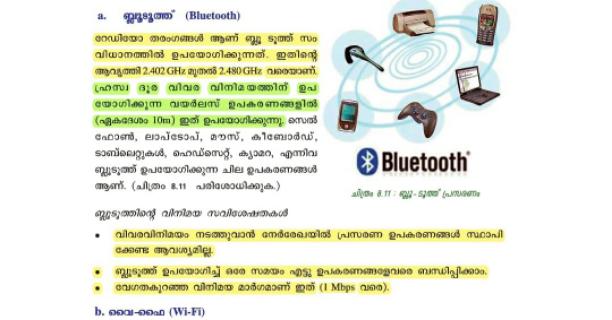 a. ബ്ലൂടൂത്ത് (Bluetooth)
റേഡിയോ തരംഗങ്ങൾ ആണ് ബ്ലൂ ടൂത്ത് സം
വിധാനത്തിൽ ഉപയോഗിക്കുന്നത്. ഇതിന്റെ
ആവൃത്തി 2.402 GHz മുതൽ 2.480 GHz വരെയാണ്.
ഹ്രസ്വ ദൂര വിവര വിനിമയത്തിന് ഉപ
യോഗിക്കുന്ന വയർലസ് ഉപകരണങ്ങളിൽ
(ഏകദേശം 10m) ഇത് ഉപയോഗിക്കുന്നു. സെൽ
ഫോൺ, ലാപ്ടോപ്, മൗസ്, കീബോർഡ്,
ടാബ്‌ലെറ്റുകൾ, ഹെഡ്സെറ്റ്, ക്യാമറ, എന്നിവ
ബ്ലൂടൂത്ത് ഉപയോഗിക്കുന്ന ചില ഉപകരണങ്ങൾ
ആണ്. (ചിത്രം 8.11 പരിശോധിക്കുക.)
Bluetooth
ചിത്രം 8.11 : ബ്ലൂ - ടൂത്ത് പ്രസരണം
ബ്ലൂടൂത്തിന്റെ വിനിമയ സവിശേഷതകൾ
• വിവരവിനിമയം നടത്തുവാൻ നേർരേഖയിൽ പ്രസരണ ഉപകരണങ്ങൾ സ്ഥാപി
ക്കേണ്ട ആവശ്യമില്ല.
• ബ്ലൂടൂത്ത് ഉപയോഗിച്ച് ഒരേ സമയം എട്ടു ഉപകരണങ്ങളേവരെ ബന്ധിപ്പിക്കാം.
• വേഗതകുറഞ്ഞ വിനിമയ മാർഗമാണ് ഇത് (1 Mbps വരെ).
b. വൈ-ഫൈ (Wi-Fi)